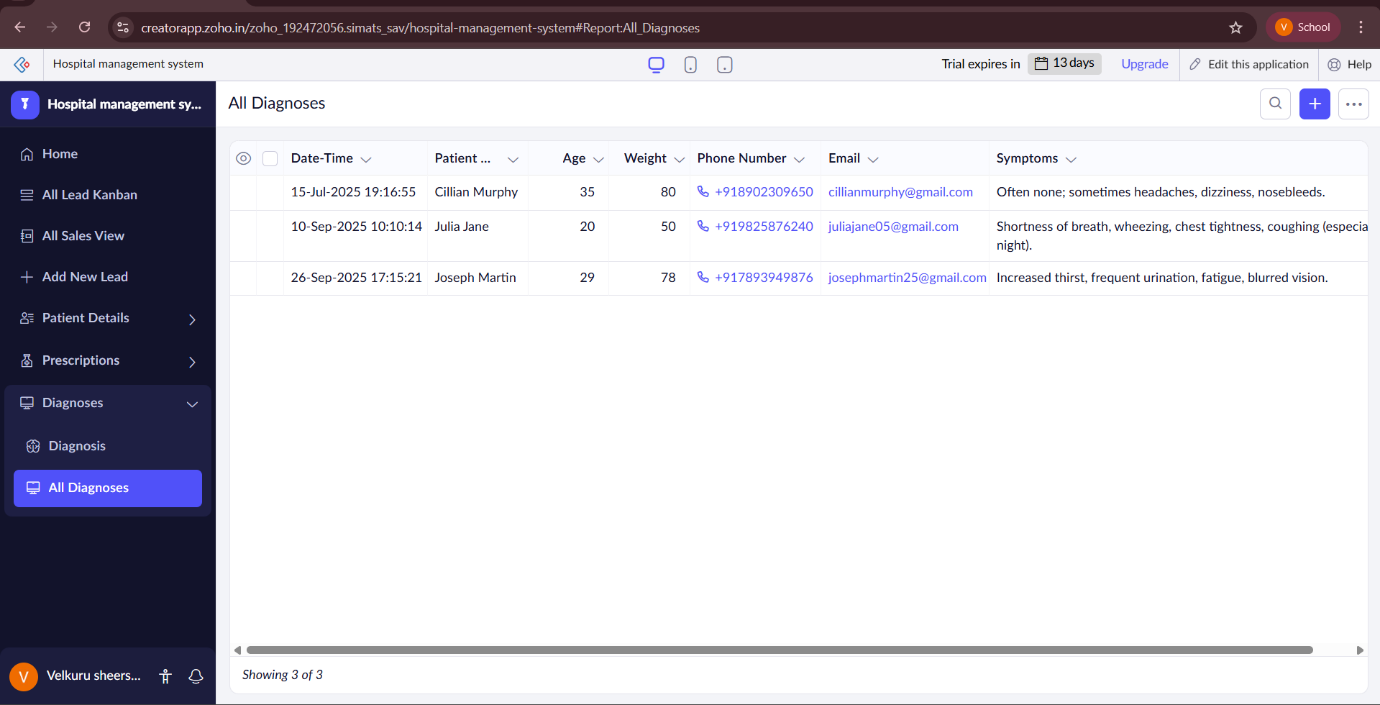 creatorapp.zoho.in/zoho_192472056.simats_sav/hospital-management-system#Report:All_Diagnoses
V School
Hospital management system
Trial expires in 13 days Upgrade Edit this application Help
Hospital management sy...
All Diagnoses
Home
All Lead Kanban
All Sales View
Add New Lead
Patient Details
Prescriptions
Diagnoses
Diagnosis
All Diagnoses
V Velkuru sheers...
Date-Time Patient ... Age Weight Phone Number Email Symptoms
15-Jul-2025 19:16:55 Cillian Murphy 35 80 +918902309650 cillianmurphy@gmail.com Often none; sometimes headaches, dizziness, nosebleeds.
10-Sep-2025 10:10:14 Julia Jane 20 50 +919825876240 juliajane05@gmail.com Shortness of breath, wheezing, chest tightness, coughing (especia
night).
26-Sep-2025 17:15:21 Joseph Martin 29 78 +917893949876 josephmartin25@gmail.com Increased thirst, frequent urination, fatigue, blurred vision.
Showing 3 of 3